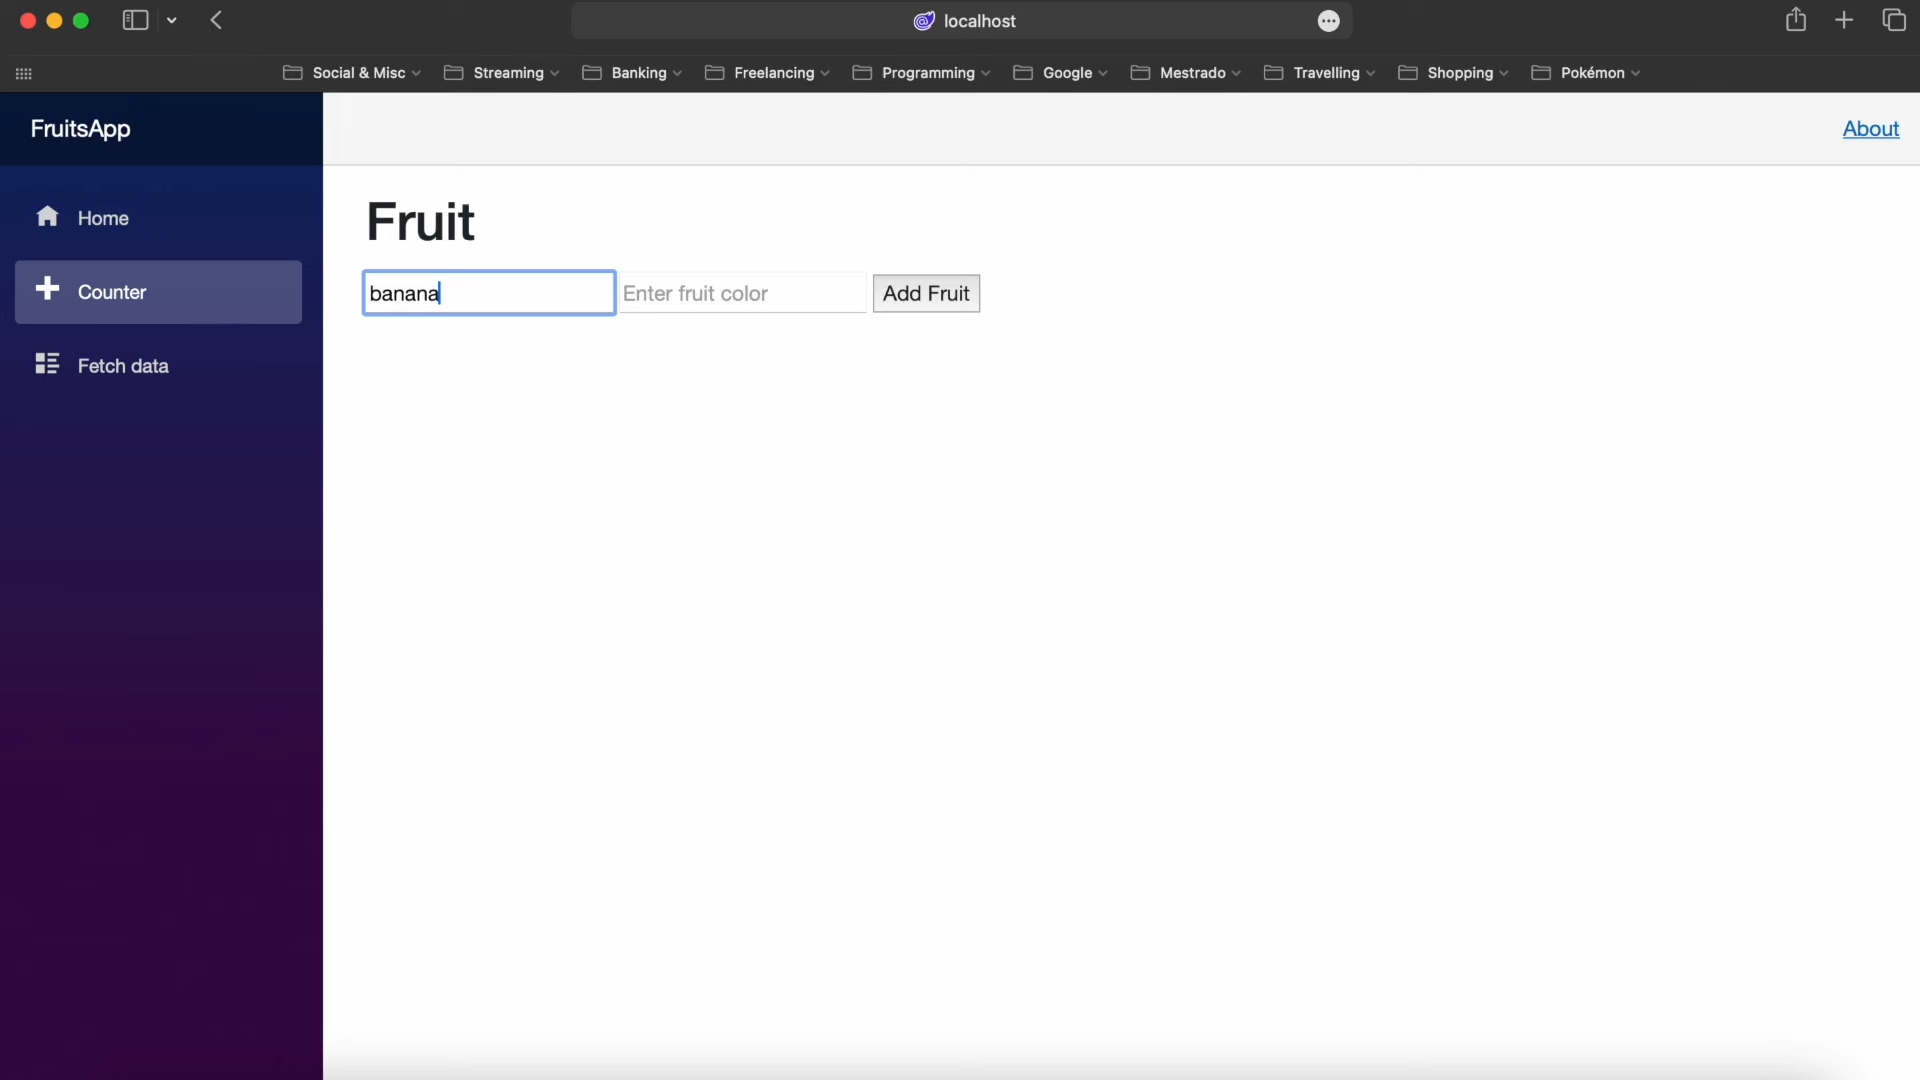 localhost
Social & Misc Streaming Banking Freelancing Programming Google Mestrado Travelling Shopping Pokémon
FruitsApp
About
Home
Counter
Fetch data
Fruit
banana Enter fruit color Add Fruit